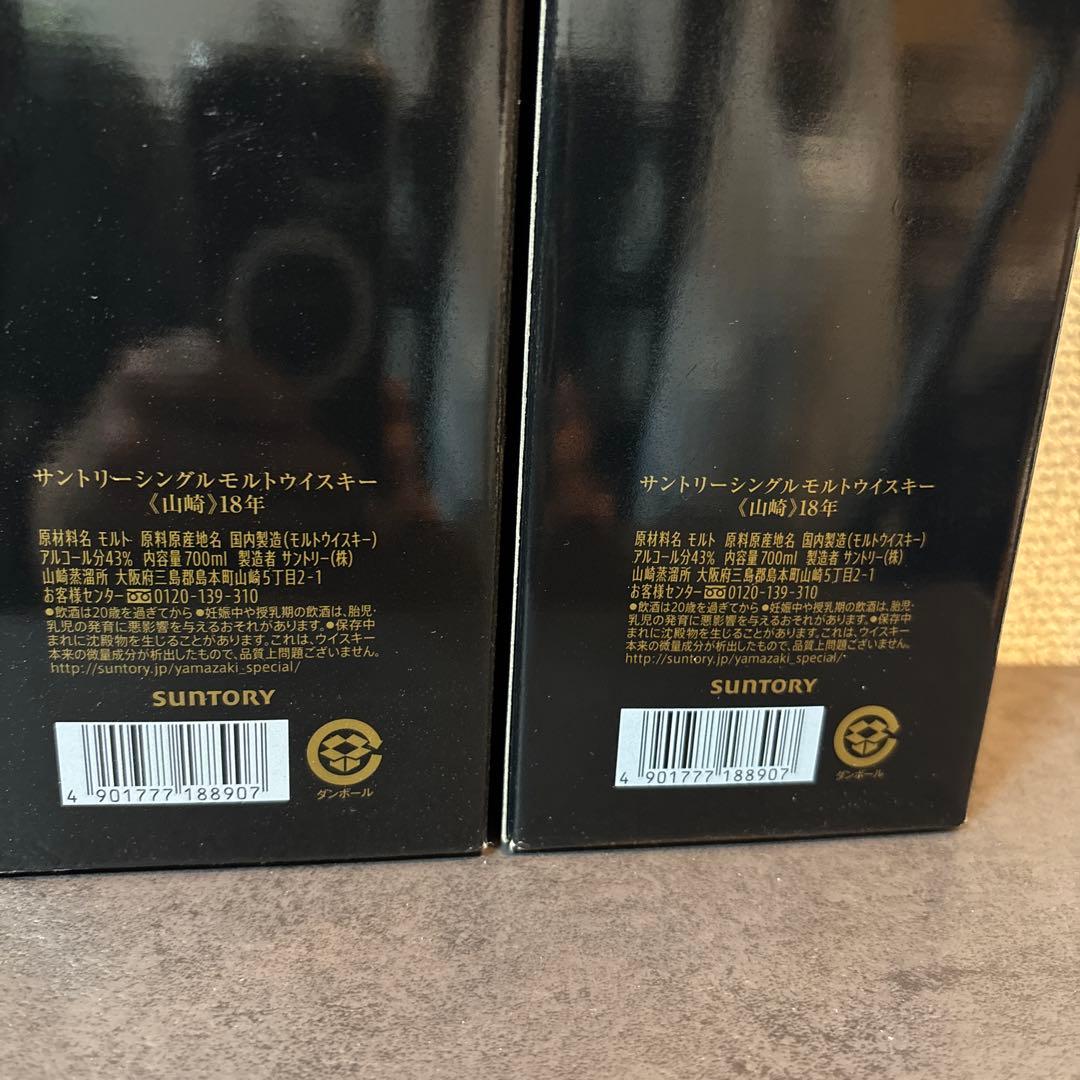 サントリーシングルモルトウイスキー
《山崎》18年
原材料名 モルト 原料原産地名 国内製造(モルトウイスキー)
アルコール分43% 内容量700ml 製造者 サントリー(株)
山崎蒸溜所 大阪府三島郡島本町山崎5丁目2-1
お客様センター 0120-139-310
●飲酒は20歳を過ぎてから ●妊娠中や授乳期の飲酒は、胎児・
乳児の発育に悪影響を与えるおそれがあります。●保存中
まれに沈殿物を生じることがあります。これは、ウイスキー
本来の微量成分が析出したもので、品質上問題ございません。
http://suntory.jp/yamazaki_special/
SUNTORY
4 901777 188907
ダンボール
サントリーシングルモルトウイスキー
《山崎》18年
原材料名 モルト 原料原産地名 国内製造(モルトウイスキー)
アルコール分43% 内容量700ml 製造者 サントリー(株)
山崎蒸溜所 大阪府三島郡島本町山崎5丁目2-1
お客様センター 0120-139-310
●飲酒は20歳を過ぎてから ●妊娠中や授乳期の飲酒は、胎児・
乳児の発育に悪影響を与えるおそれがあります。●保存中
まれに沈殿物を生じることがあります。これは、ウイスキー
本来の微量成分が析出したもので、品質上問題ございません。
http://suntory.jp/yamazaki_special/
SUNTORY
4 901777 188907
ダンボール